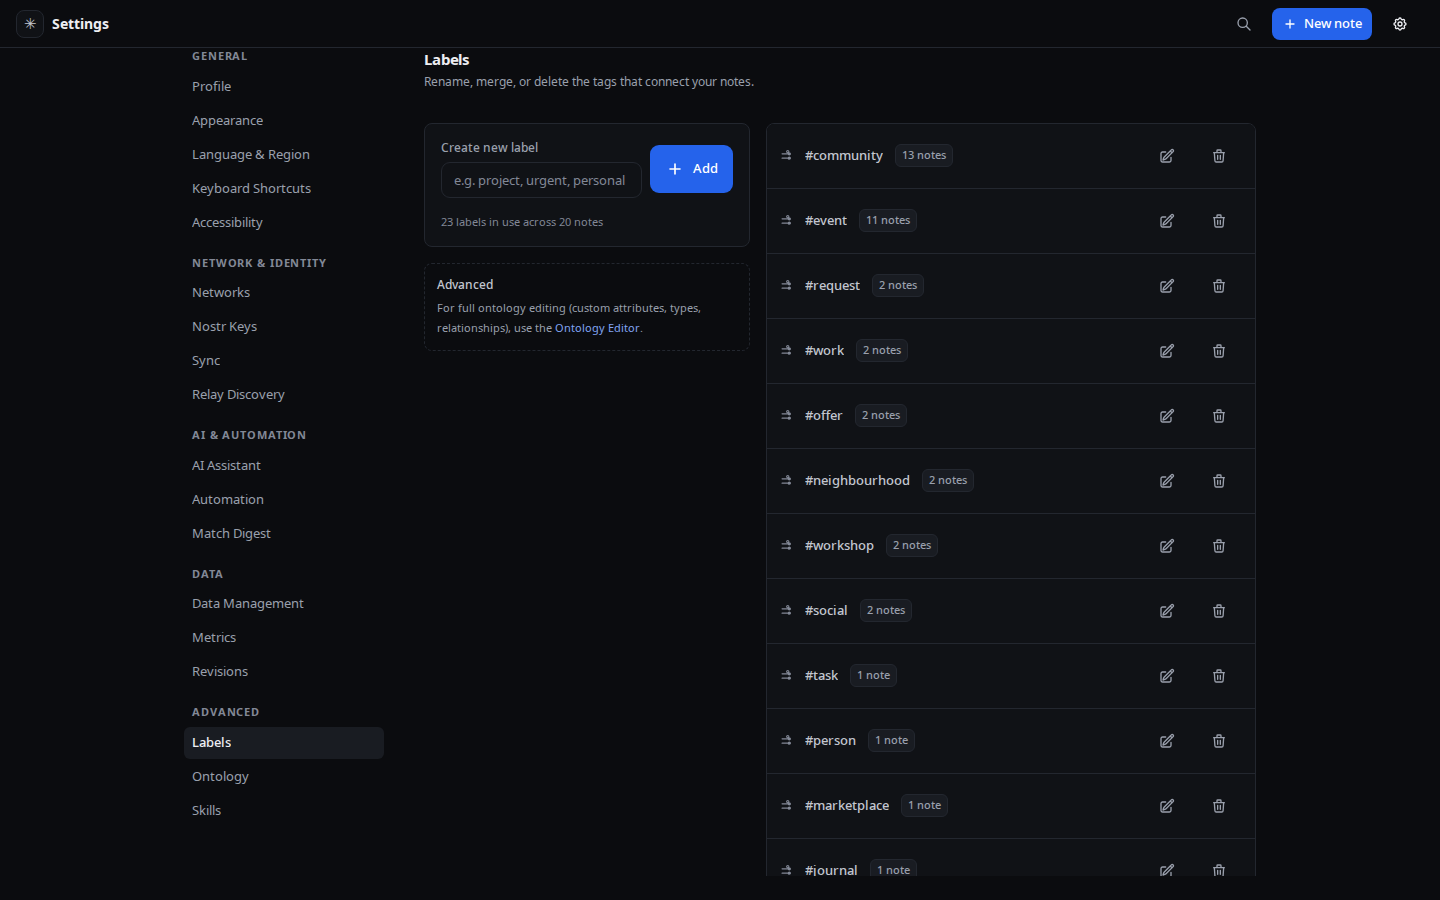 Settings
New note
GENERAL
Profile
Appearance
Language & Region
Keyboard Shortcuts
Accessibility
NETWORK & IDENTITY
Networks
Nostr Keys
Sync
Relay Discovery
AI & AUTOMATION
AI Assistant
Automation
Match Digest
DATA
Data Management
Metrics
Revisions
ADVANCED
Labels
Ontology
Skills
Labels
Rename, merge, or delete the tags that connect your notes.
Create new label
e.g. project, urgent, personal
Add
23 labels in use across 20 notes
Advanced
For full ontology editing (custom attributes, types,
relationships), use the Ontology Editor.
#community 13 notes
#event 11 notes
#request 2 notes
#work 2 notes
#offer 2 notes
#neighbourhood 2 notes
#workshop 2 notes
#social 2 notes
#task 1 note
#person 1 note
#marketplace 1 note
#journal 1 note